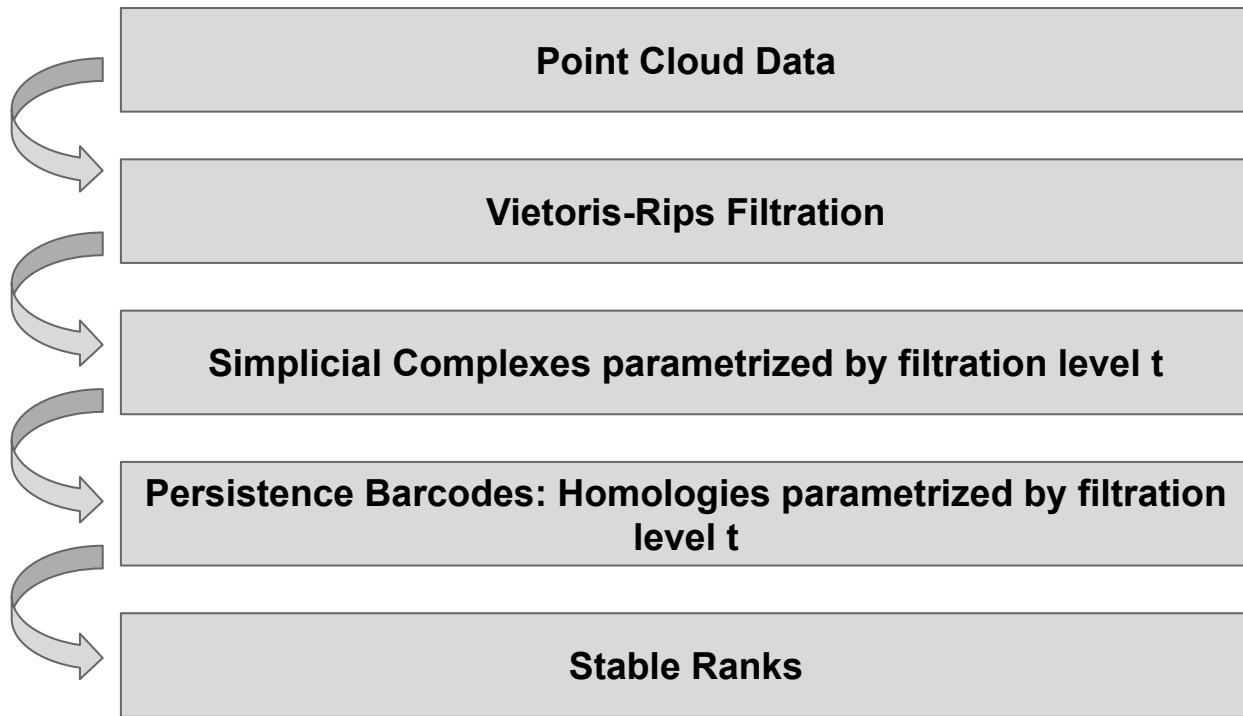 Point Cloud Data
Vietoris-Rips Filtration
Simplicial Complexes parametrized by filtration level t
Persistence Barcodes: Homologies parametrized by filtration
level t
Stable Ranks